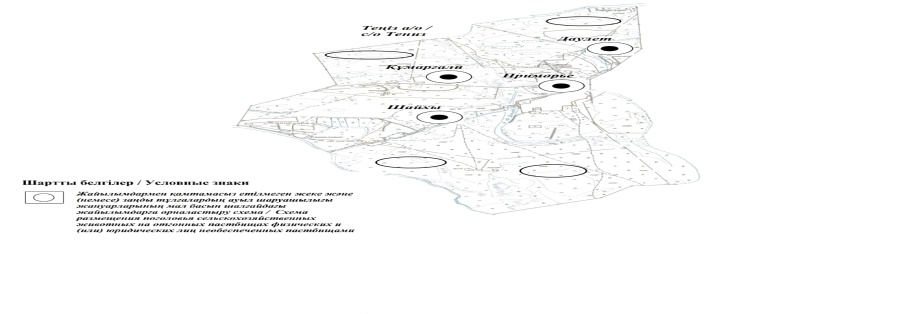 Теңіз а/о /
с/о Тениз
Даулет
Кумаргали
Приморье
Шайхы
Шартты белгілер / Условные знаки
Жайылымдармен қамтамасыз етілмеген жеке және
(немесе) заңды тұлғалардың ауыл шаруашылығы
жануарларының мал басын шалғайдағы
жайылымдарға орналастыру схема / Схема
размещения поголовья сельскохозяйственных
животных на отгонных пастбищах физических и
(или) юридических лиц необеспеченных пастбищами